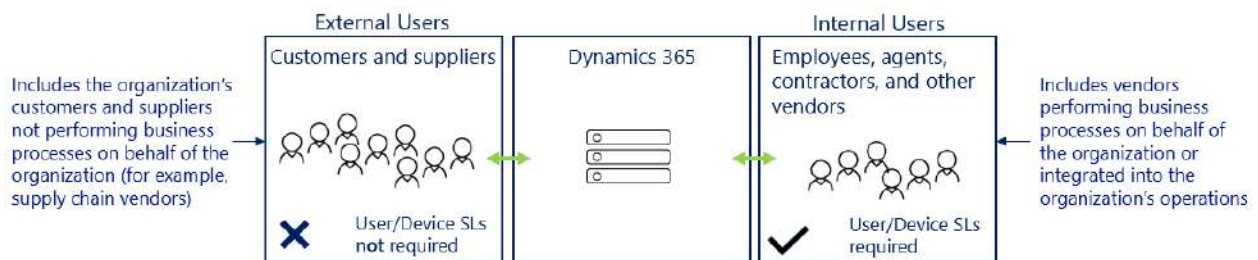 External Users
Internal Users
Includes the organization's
customers and suppliers
not performing business
processes on behalf of the
organization (for example,
supply chain vendors)
Customers and suppliers
User/Device SLs
not required
Dynamics 365
Employees, agents,
contractors, and other
vendors
User/Device SLs
required
Includes vendors
performing business
processes on behalf of
the organization or
integrated into the
organization's operations